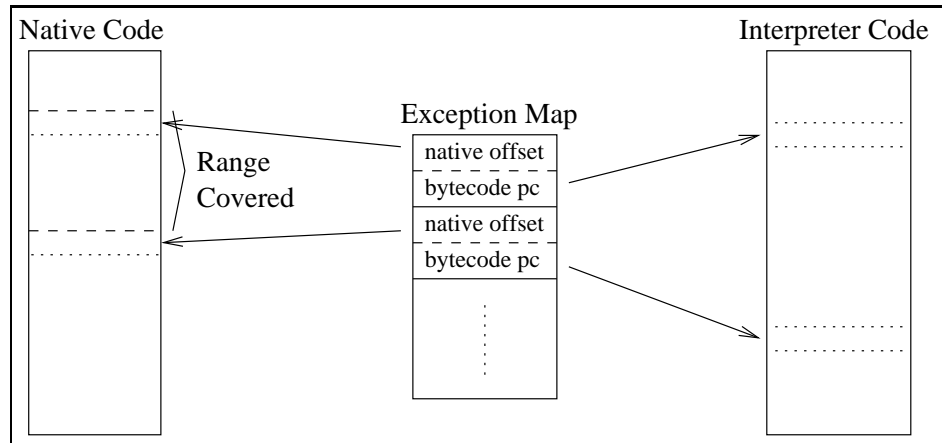 Native Code
Interpreter Code
Exception Map
native offset
bytecode pc
native offset
bytecode pc
Range
Covered